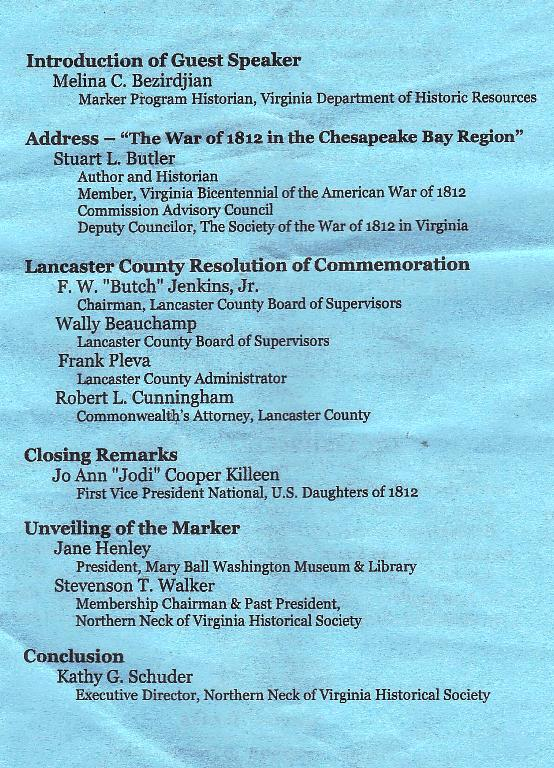 Introduction of Guest Speaker
Melina C. Bezirdjian
Marker Program Historian, Virginia Department of Historic Resources
Address – “The War of 1812 in the Chesapeake Bay Region”
Stuart L. Butler
Author and Historian
Member, Virginia Bicentennial of the American War of 1812
Commission Advisory Council
Deputy Councilor, The Society of the War of 1812 in Virginia
Lancaster County Resolution of Commemoration
F. W. "Butch" Jenkins, Jr.
Chairman, Lancaster County Board of Supervisors
Wally Beauchamp
Lancaster County Board of Supervisors
Frank Pleva
Lancaster County Administrator
Robert L. Cunningham
Commonwealth's Attorney, Lancaster County
Closing Remarks
Jo Ann "Jodi" Cooper Killeen
First Vice President National, U.S. Daughters of 1812
Unveiling of the Marker
Jane Henley
President, Mary Ball Washington Museum & Library
Stevenson T. Walker
Membership Chairman & Past President,
Northern Neck of Virginia Historical Society
Conclusion
Kathy G. Schuder
Executive Director, Northern Neck of Virginia Historical Society